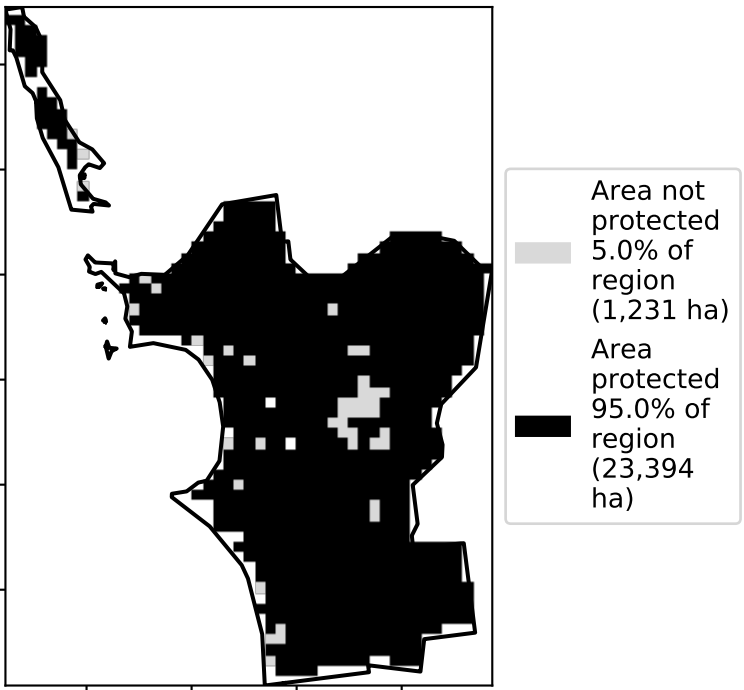 Area not
protected
5.0% of
region
(1,231 ha)
Area
protected
95.0% of
region
(23,394
ha)